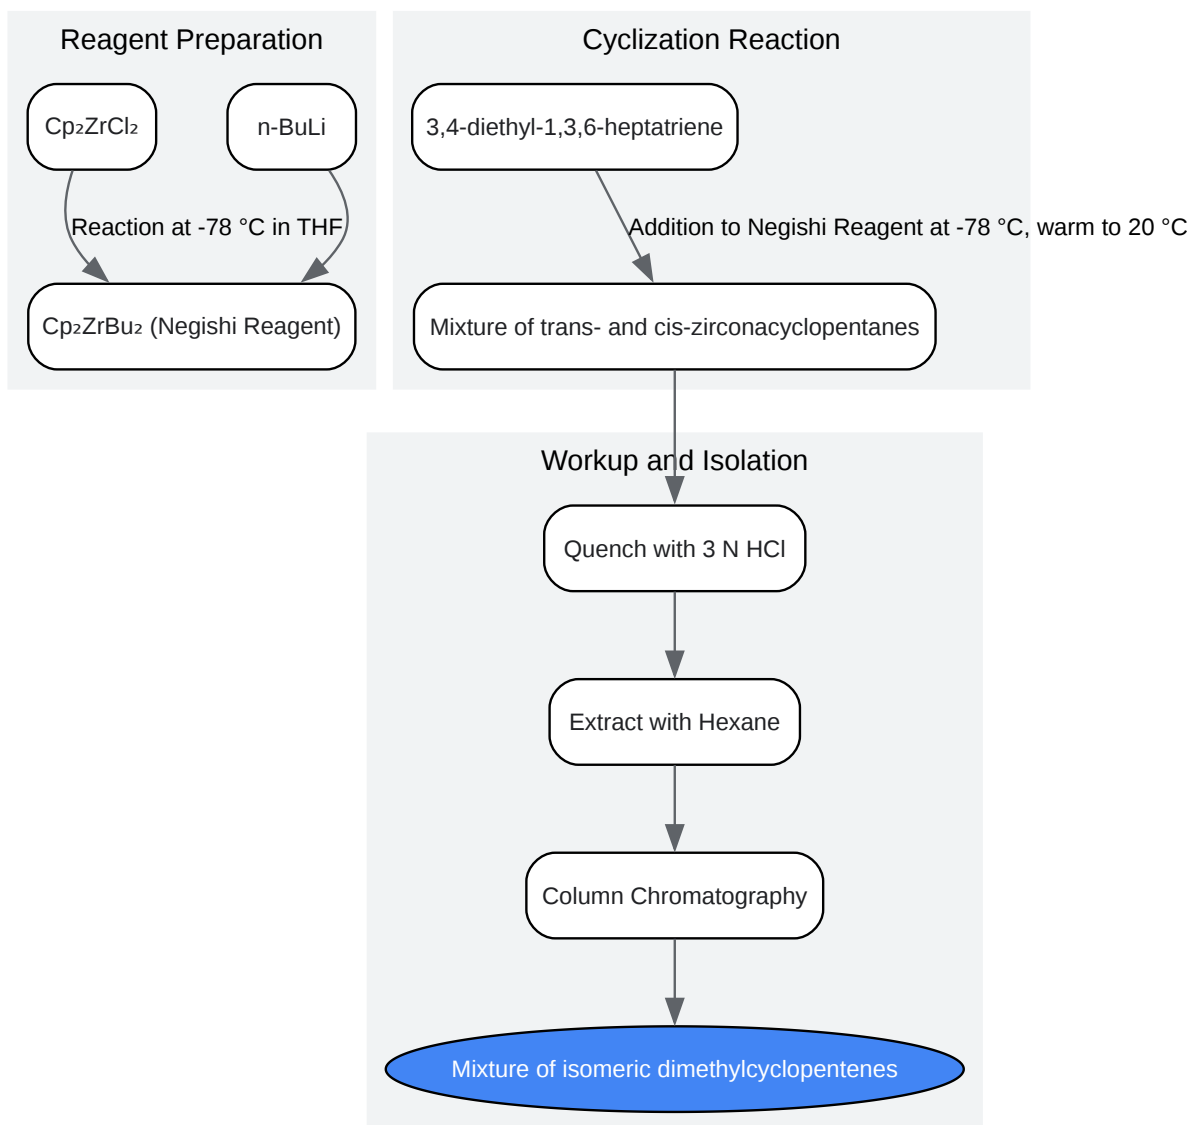 Reagent Preparation
Cp₂ZrCl₂
n-BuLi
Reaction at -78 °C in THF
Cp₂ZrBu₂ (Negishi Reagent)
Cyclization Reaction
3,4-diethyl-1,3,6-heptatriene
Addition to Negishi Reagent at -78 °C, warm to 20 °C
Mixture of trans- and cis-zirconacyclopentanes
Workup and Isolation
Quench with 3 N HCl
Extract with Hexane
Column Chromatography
Mixture of isomeric dimethylcyclopentenes